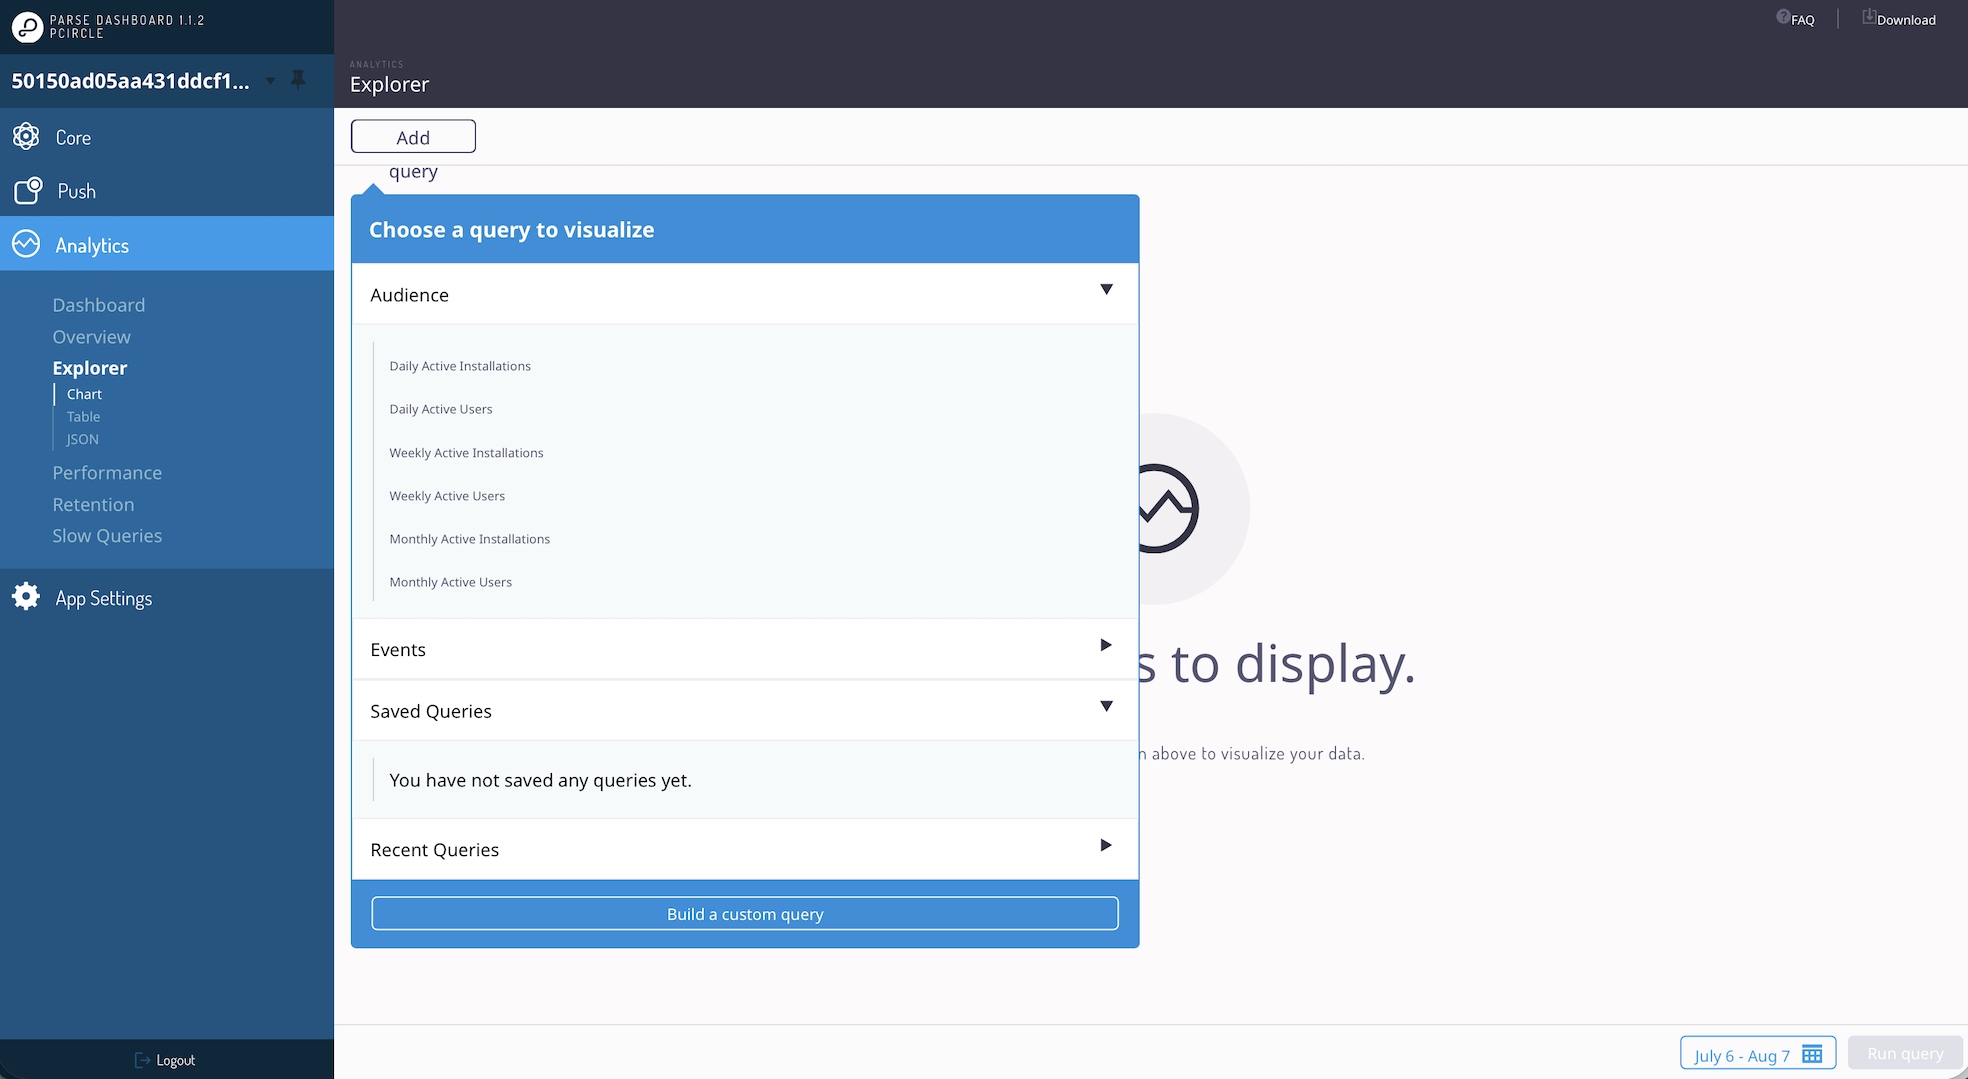 PARSE DASHBOARD 1.1.2
PCIRCLE
50150ad05aa431ddcf1...
Core
Push
Analytics
Dashboard
Overview
Explorer
Chart
Table
JSON
Performance
Retention
Slow Queries
App Settings
Logout
FAQ
Download
ANALYTICS
Explorer
Add
query
Choose a query to visualize
Audience
Daily Active Installations
Daily Active Users
Weekly Active Installations
Weekly Active Users
Monthly Active Installations
Monthly Active Users
Events
Saved Queries
You have not saved any queries yet.
Recent Queries
Build a custom query
s to display.
n above to visualize your data.
July 6 - Aug 7
Run query